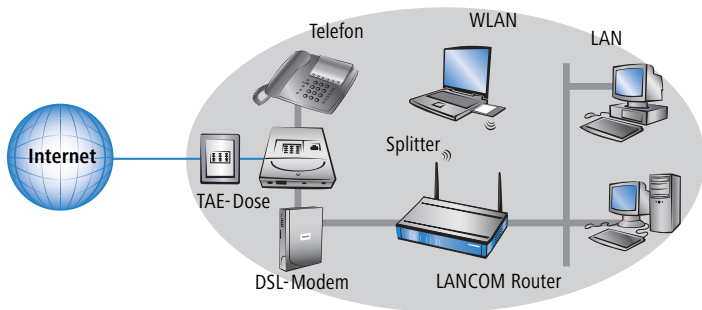 Telefon
WLAN
LAN
Internet
Splitter
TAE-Dose
DSL-Modem
LANCOM Router